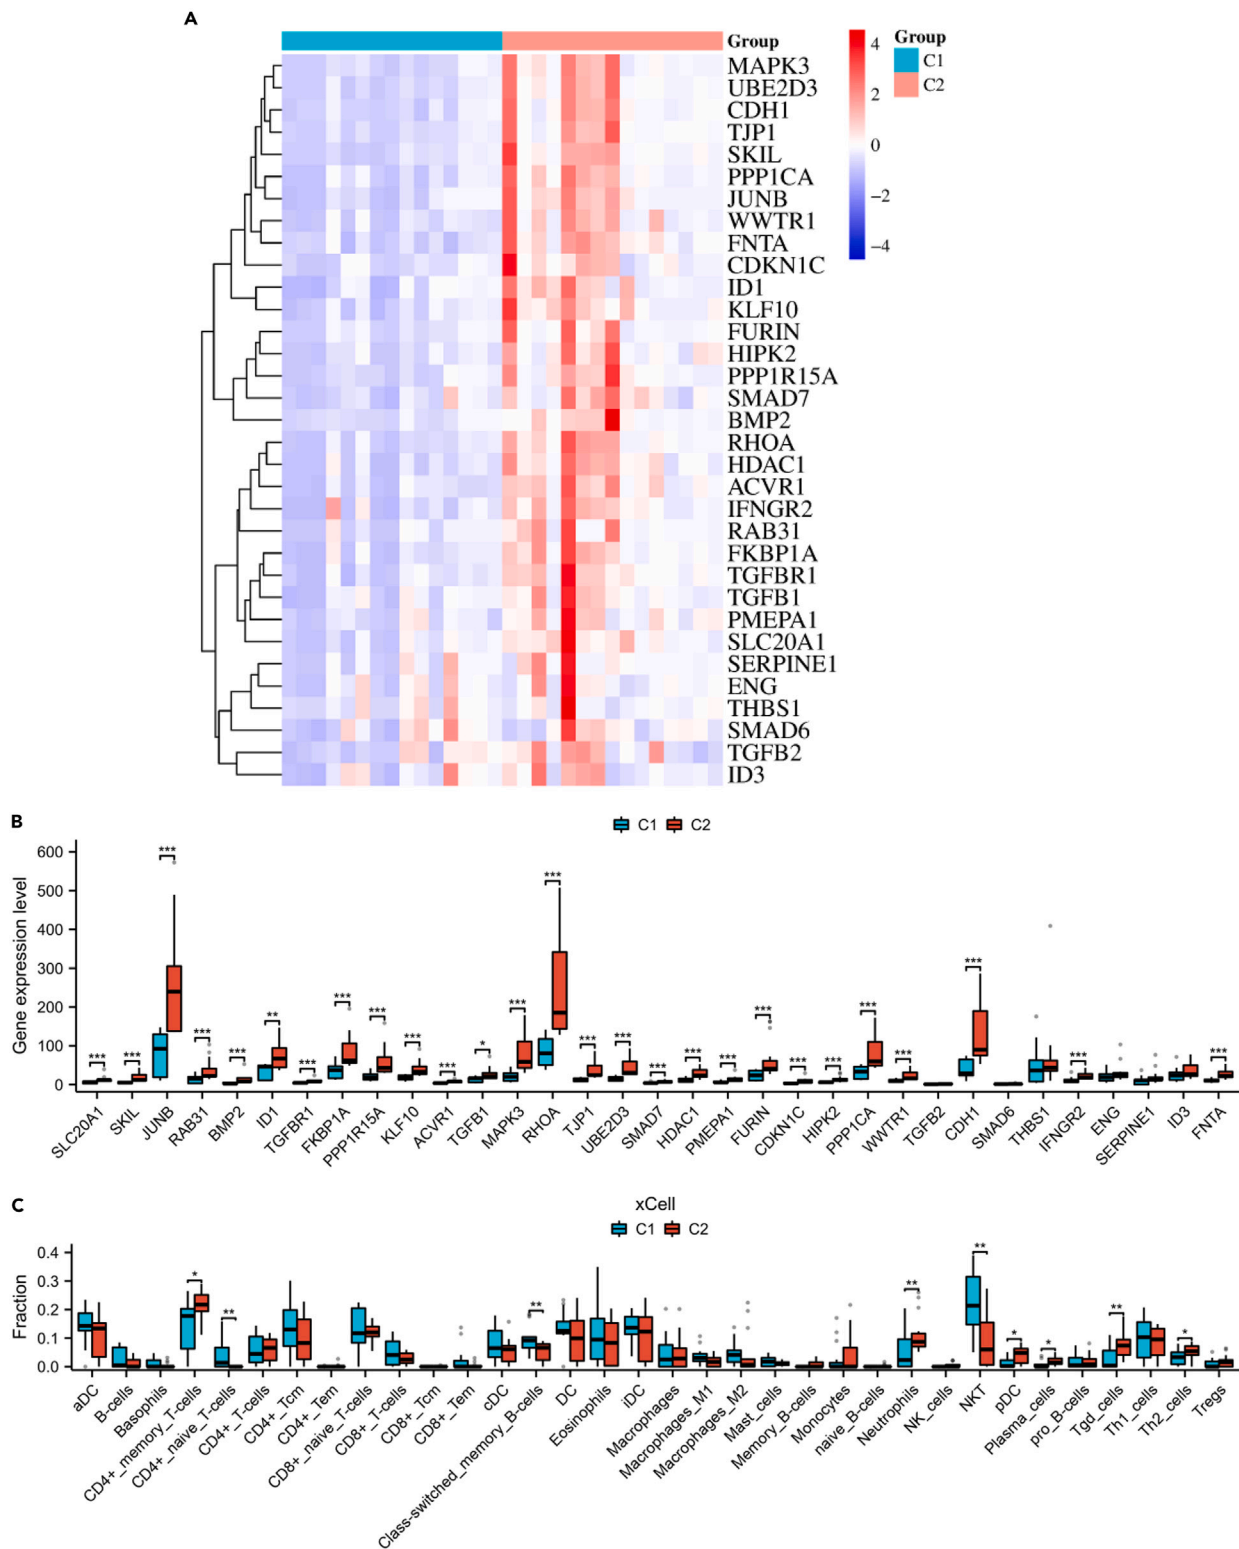 A
Group
MAPK3
UBE2D3
CDH1
TJP1
SKIL
PPP1CA
JUNB
WWTR1
FNTA
CDKN1C
ID1
KLF10
FURIN
HIPK2
PPP1R15A
SMAD7
BMP2
RHOA
HDAC1
ACVR1
IFNGR2
RAB31
FKBP1A
TGFBR1
TGFB1
PMEPA1
SLC20A1
SERPINE1
ENG
THBS1
SMAD6
TGFB2
ID3
4
2
0
−2
−4
Group
C1
C2
B
C1 C2
Gene expression level
600
500
400
300
200
100
0
*** *** *** *** *** ** *** *** *** *** *** * *** *** *** *** *** *** *** *** *** *** *** *** *** *** ***
SLC20A1 SKIL JUNB RAB31 BMP2 ID1 TGFBR1 FKBP1A PPP1R15A KLF10 ACVR1 TGFB1 MAPK3 RHOA TJP1 UBE2D3 SMAD7 HDAC1 PMEPA1 FURIN CDKN1C HIPK2 PPP1CA WWTR1 TGFB2 CDH1 SMAD6 THBS1 IFNGR2 ENG SERPINE1 ID3 FNTA
C
xCell
C1 C2
Fraction
0.4
0.3
0.2
0.1
0.0
* ** ** ** ** * * ** *
aDC B-cells Basophils CD4+_memory_T-cells CD4+_naive_T-cells CD4+_T-cells CD4+_Tcm CD4+_Tem CD8+_naive_T-cells CD8+_T-cells CD8+_Tcm CD8+_Tem cDC Class-switched_memory_B-cells DC Eosinophils iDC Macrophages Macrophages_M1 Macrophages_M2 Mast_cells Memory_B-cells Monocytes naive_B-cells Neutrophils NK_cells NKT pDC Plasma_cells pro_B-cells Tgd_cells Th1_cells Th2_cells Tregs